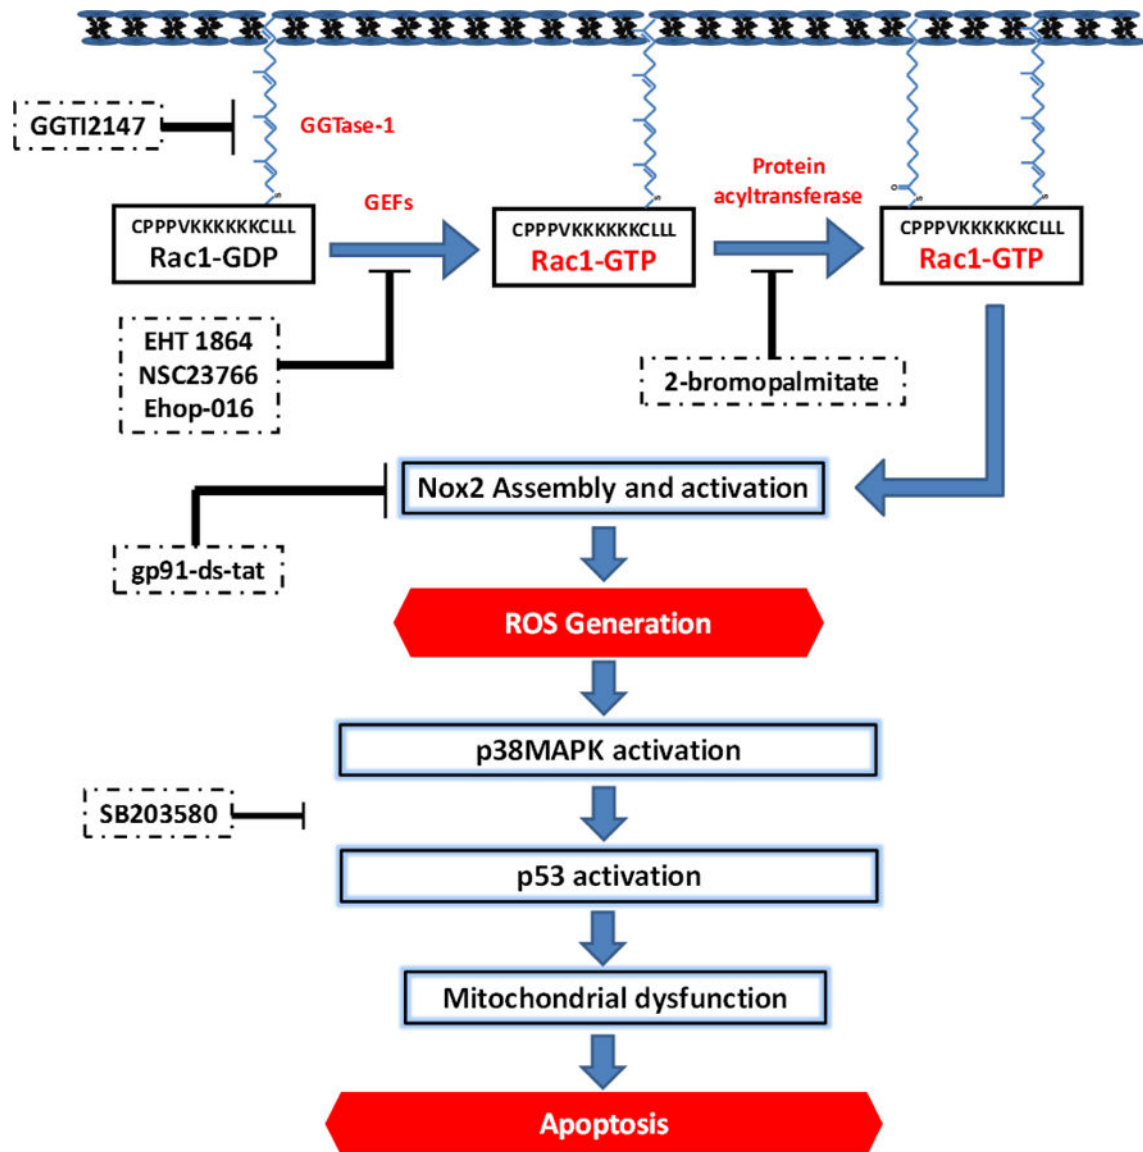 GGTI2147
GGTase-1
GEFs
Protein
acyltransferase
S
S
O
S
S
CPPPVKKKKKKCLLL
Rac1-GDP
CPPPVKKKKKKCLLL
Rac1-GTP
CPPPVKKKKKKCLLL
Rac1-GTP
EHT 1864
NSC23766
Ehop-016
2-bromopalmitate
Nox2 Assembly and activation
gp91-ds-tat
ROS Generation
p38MAPK activation
SB203580
p53 activation
Mitochondrial dysfunction
Apoptosis